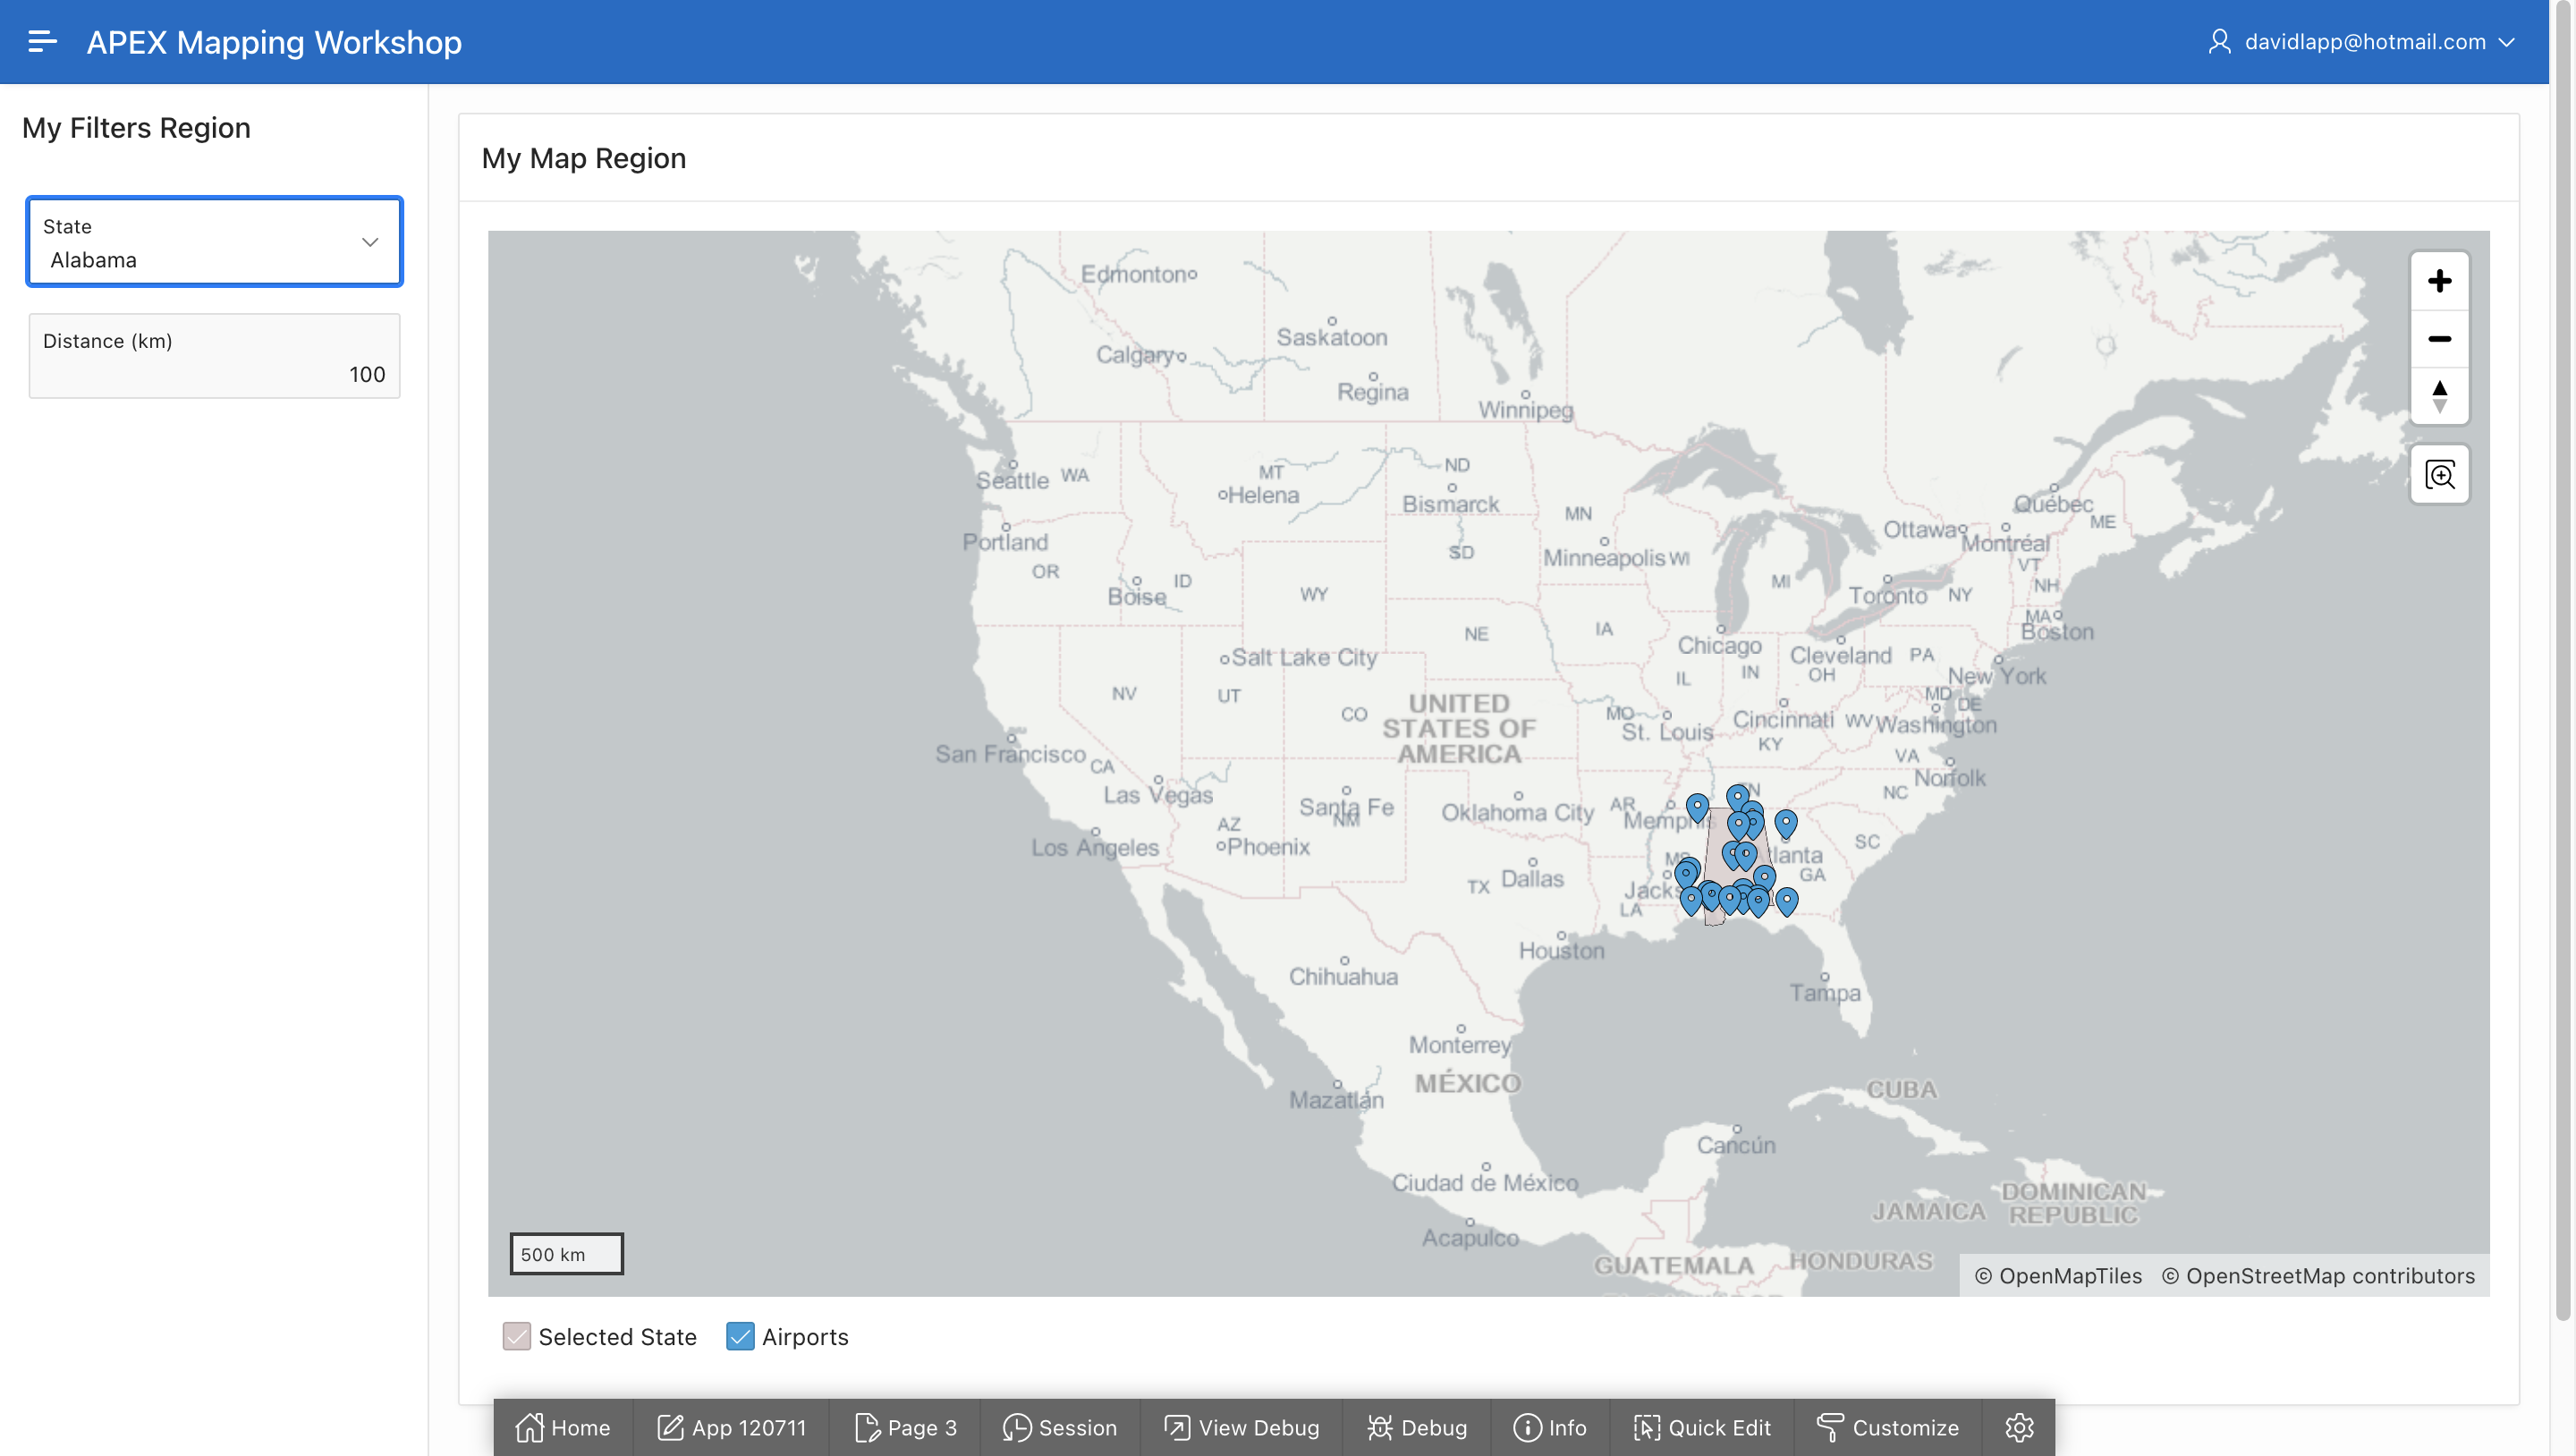 APEX Mapping Workshop
davidlapp@hotmail.com
My Filters Region
State
Alabama
Distance (km)
100
My Map Region
Edmonton
Saskatoon
Calgary
Regina
Winnipeg
Seattle WA
MT
Helena
ND
Bismarck
MN
Québec
ME
Ottawa
Montréal
Portland
OR
SD
Minneapolis WI
VT
NH
Boise
ID
WY
MI
Toronto
NY
MA
Boston
NE
IA
Chicago
Cleveland
PA
Salt Lake City
IL
IN
OH
New York
NV
UT
CO
UNITED
STATES OF
AMERICA
MO
St. Louis
Cincinnati
WV
MD
DE
Washington
KY
San Francisco
CA
VA
Norfolk
Las Vegas
Santa Fe
NM
Oklahoma City
AR
Memphis
NC
AZ
Phoenix
Los Angeles
SC
GA
TX
Dallas
LA
Houston
Chihuahua
Tampa
Monterrey
MÉXICO
Mazatlán
CUBA
Cancún
Ciudad de México
JAMAICA
DOMINICAN
REPUBLIC
Acapulco
GUATEMALA
HONDURAS
500 km
© OpenMapTiles © OpenStreetMap contributors
Selected State
Airports
Home
App 120711
Page 3
Session
View Debug
Debug
Info
Quick Edit
Customize